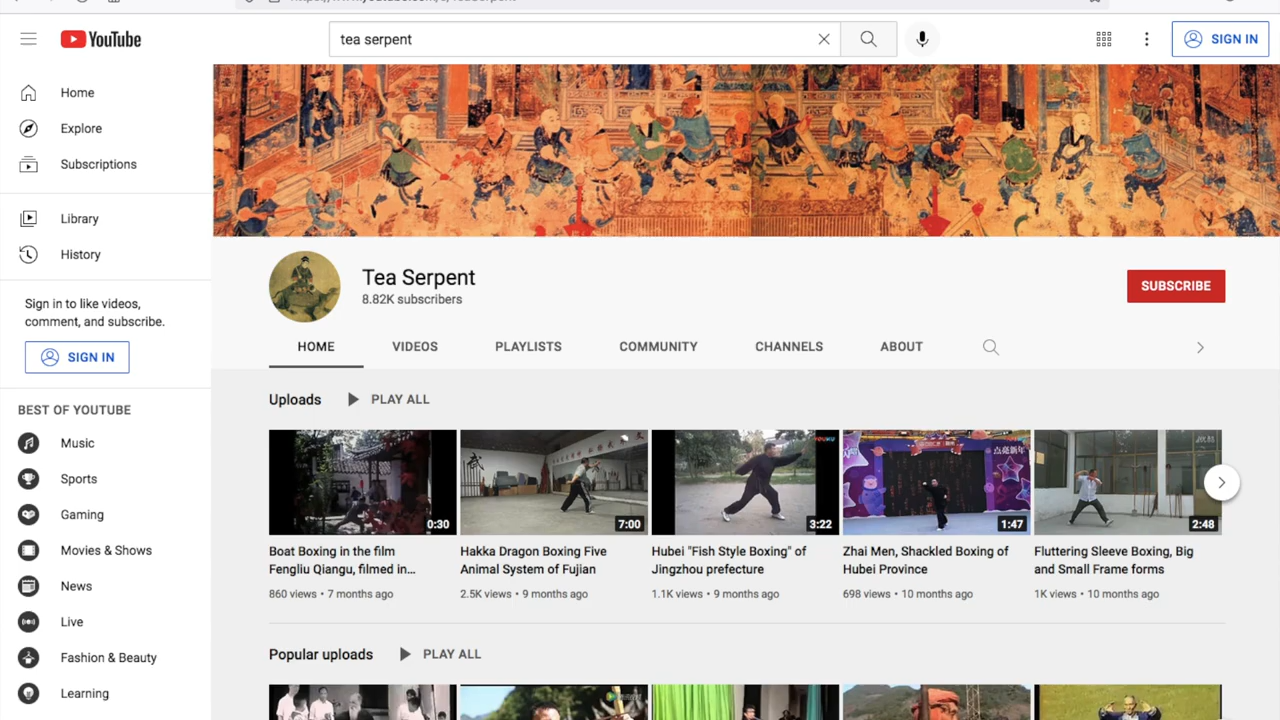 YouTube
tea serpent
SIGN IN
Home
Explore
Subscriptions
Library
History
Sign in to like videos,
comment, and subscribe.
SIGN IN
BEST OF YOUTUBE
Music
Sports
Gaming
Movies & Shows
News
Live
Fashion & Beauty
Learning
Tea Serpent
8.82K subscribers
SUBSCRIBE
HOME VIDEOS PLAYLISTS COMMUNITY CHANNELS ABOUT
Uploads PLAY ALL
0:30
7:00
YOUKU
3:22
点亮新年
1:47
2:48
Boat Boxing in the film
Fengliu Qiangu, filmed in...
860 views • 7 months ago
Hakka Dragon Boxing Five
Animal System of Fujian
2.5K views • 9 months ago
Hubei "Fish Style Boxing" of
Jingzhou prefecture
1.1K views • 9 months ago
Zhai Men, Shackled Boxing of
Hubei Province
698 views • 10 months ago
Fluttering Sleeve Boxing, Big
and Small Frame forms
1K views • 10 months ago
Popular uploads PLAY ALL